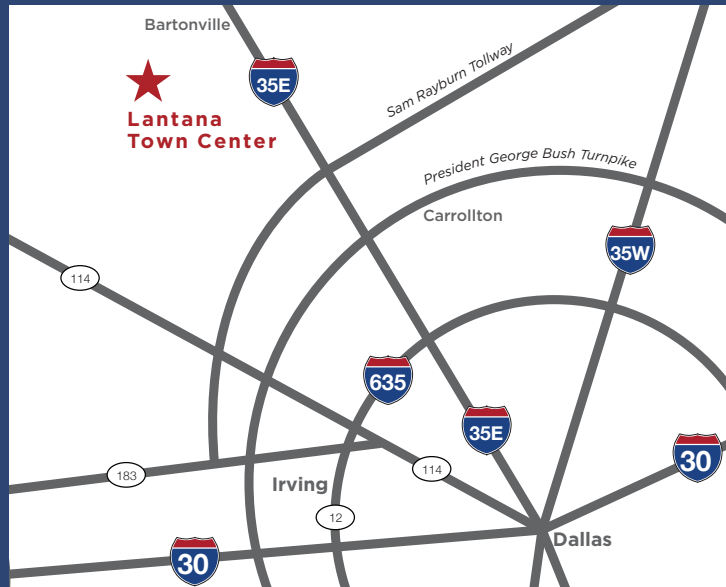 Bartonville
35E
Sam Rayburn Tollway
Lantana
Town Center
President George Bush Turnpike
Carrollton
35W
114
635
35E
30
114
183
Irving
12
Dallas
30